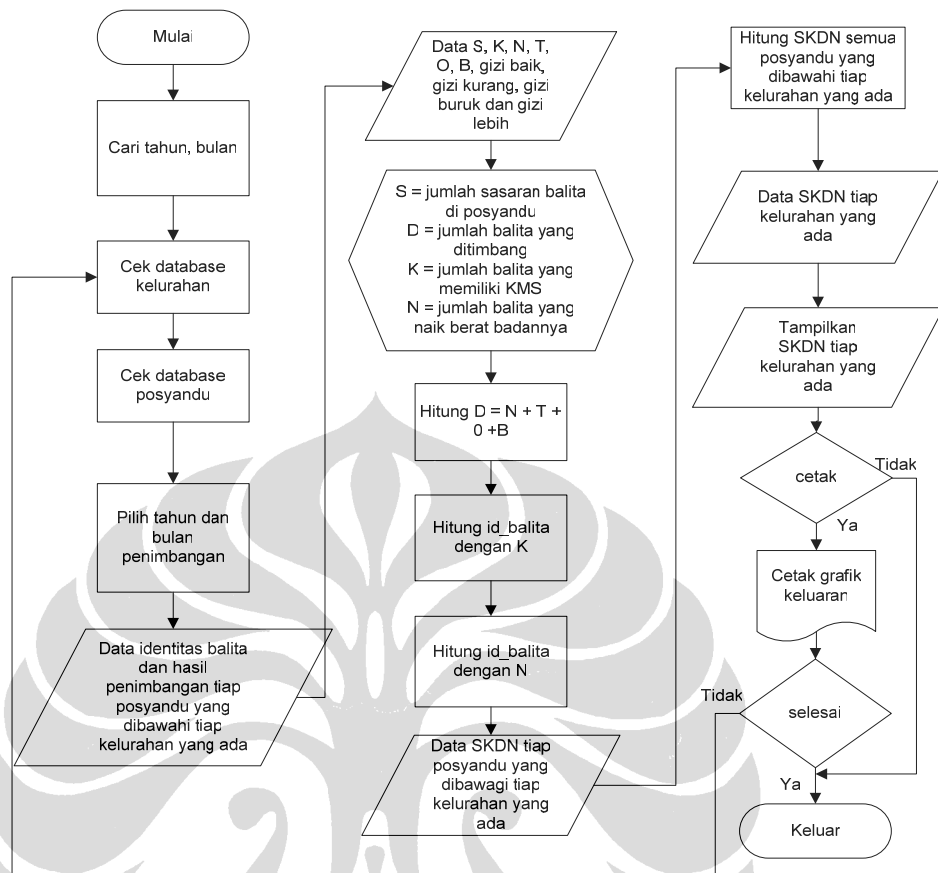 Mulai
Cari tahun, bulan
Cek database
kelurahan
Cek database
posyandu
Pilih tahun dan
bulan
penimbangan
Data identitas balita
dan hasil
penimbangan tiap
posyandu yang
dibawahi tiap
kelurahan yang ada
Data S, K, N, T,
O, B, gizi baik,
gizi kurang, gizi
buruk dan gizi
lebih
S = jumlah sasaran balita
di posyandu
D = jumlah balita yang
ditimbang
K = jumlah balita yang
memiliki KMS
N = jumlah balita yang
naik berat badannya
Hitung D = N + T +
0 +B
Hitung id_balita
dengan K
Hitung id_balita
dengan N
Data SKDN tiap
posyandu yang
dibawagi tiap
kelurahan yang
ada
Hitung SKDN semua
posyandu yang
dibawahi tiap
kelurahan yang ada
Data SKDN tiap
kelurahan yang
ada
Tampilkan
SKDN tiap
kelurahan yang
ada
cetak
Tidak
Ya
Cetak grafik
keluaran
Tidak
selesai
Ya
Keluar